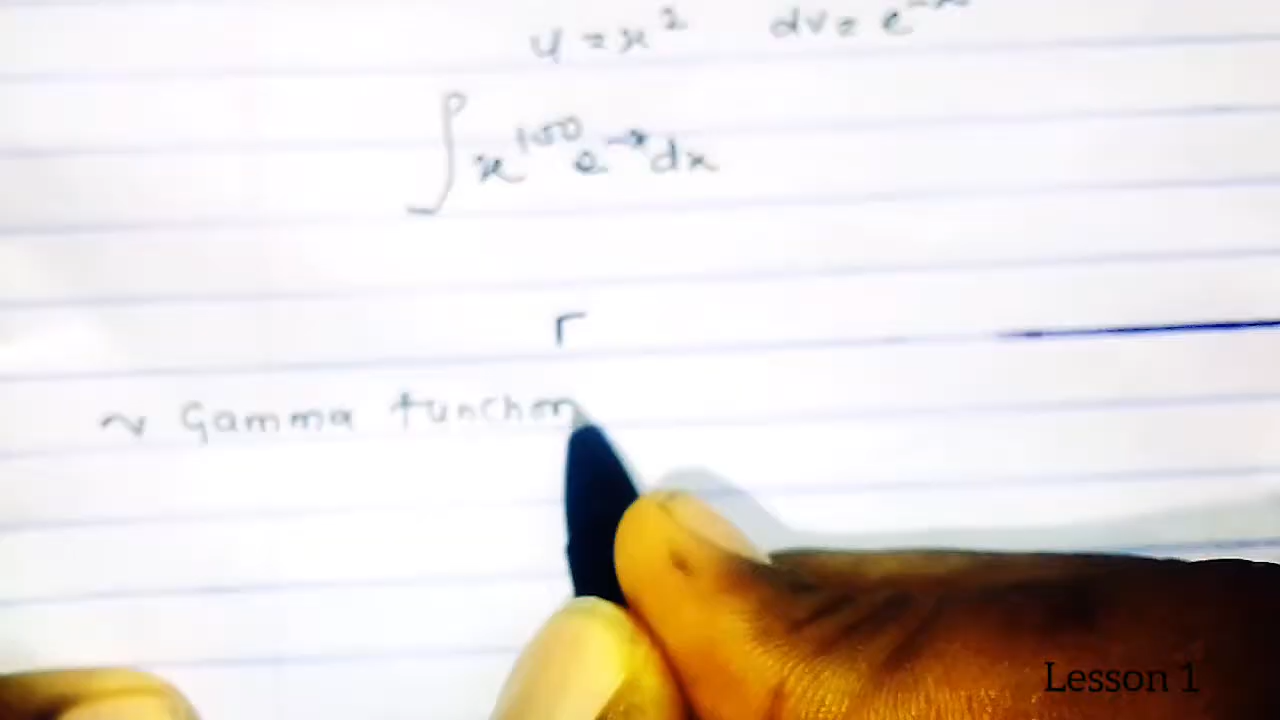 u = x² dv = e⁻ˣ
∫ x¹⁰⁰ e⁻ˣ dx
Γ
~ Gamma function
Lesson 1